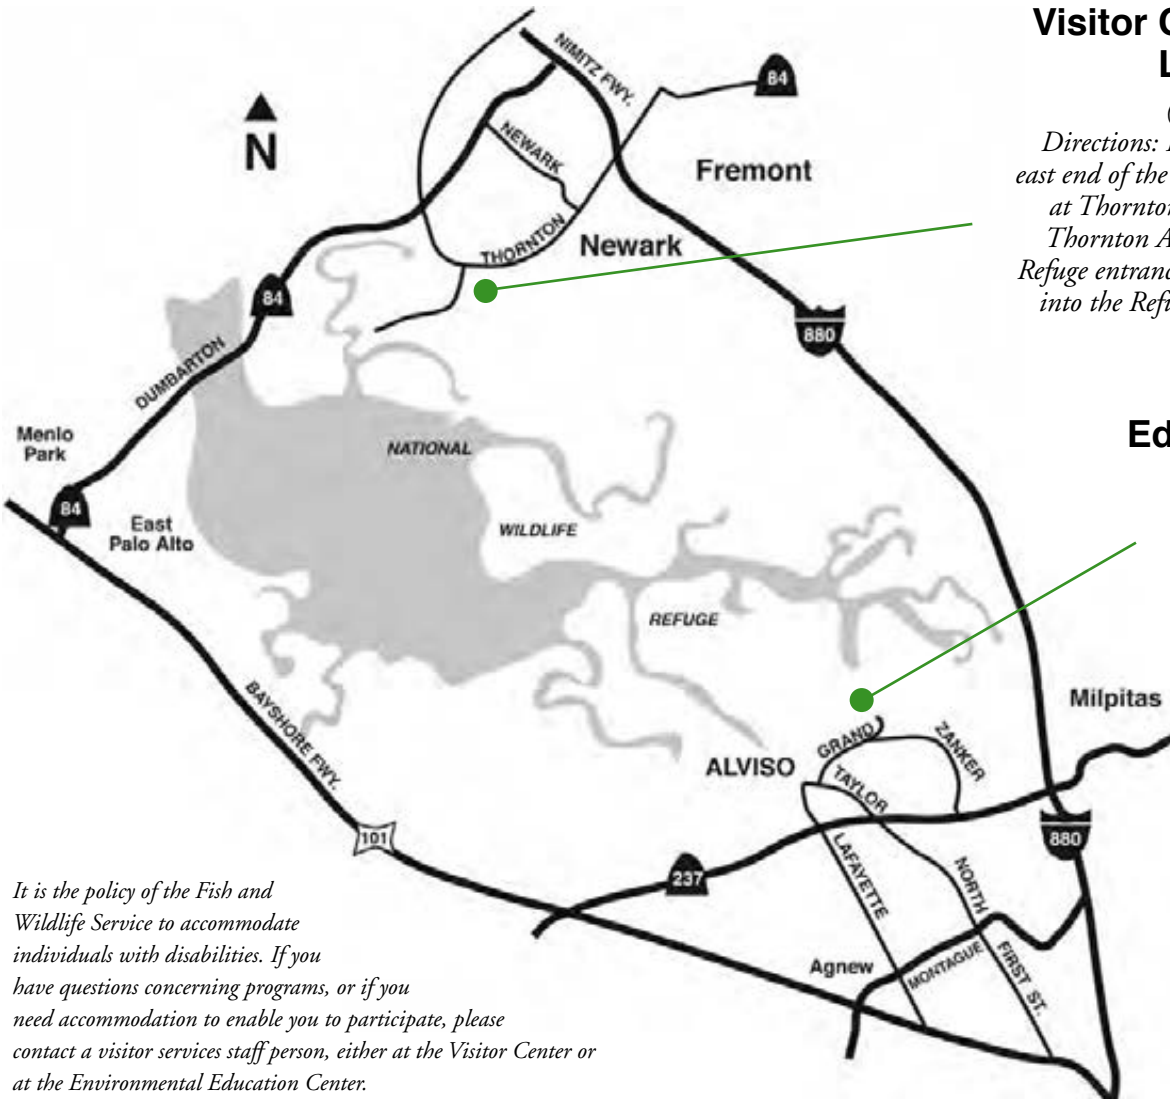 Visitor
NIMITZ FWY.
84
N
NEWARK
Fremont
Directions:
east end of the
at Thornton
THORNTON
Newark
Thornton
Refuge
into the
84
880
DUMBARTON
Menlo
Park
NATIONAL
84
East
Palo Alto
WILDLIFE
REFUGE
BAYSHORE FWY.
Milpitas
GRAND
ZANKER
ALVISO
TAYLOR
101
880
LAFAYETTE
237
NORTH
FIRST ST.
Agnew
MONTAGUE
It is the policy of the Fish and
Wildlife Service to accommodate
individuals with disabilities. If you
have questions concerning programs, or if you
need accommodation to enable you to participate, please
contact a visitor services staff person, either at the Visitor Center or
at the Environmental Education Center.